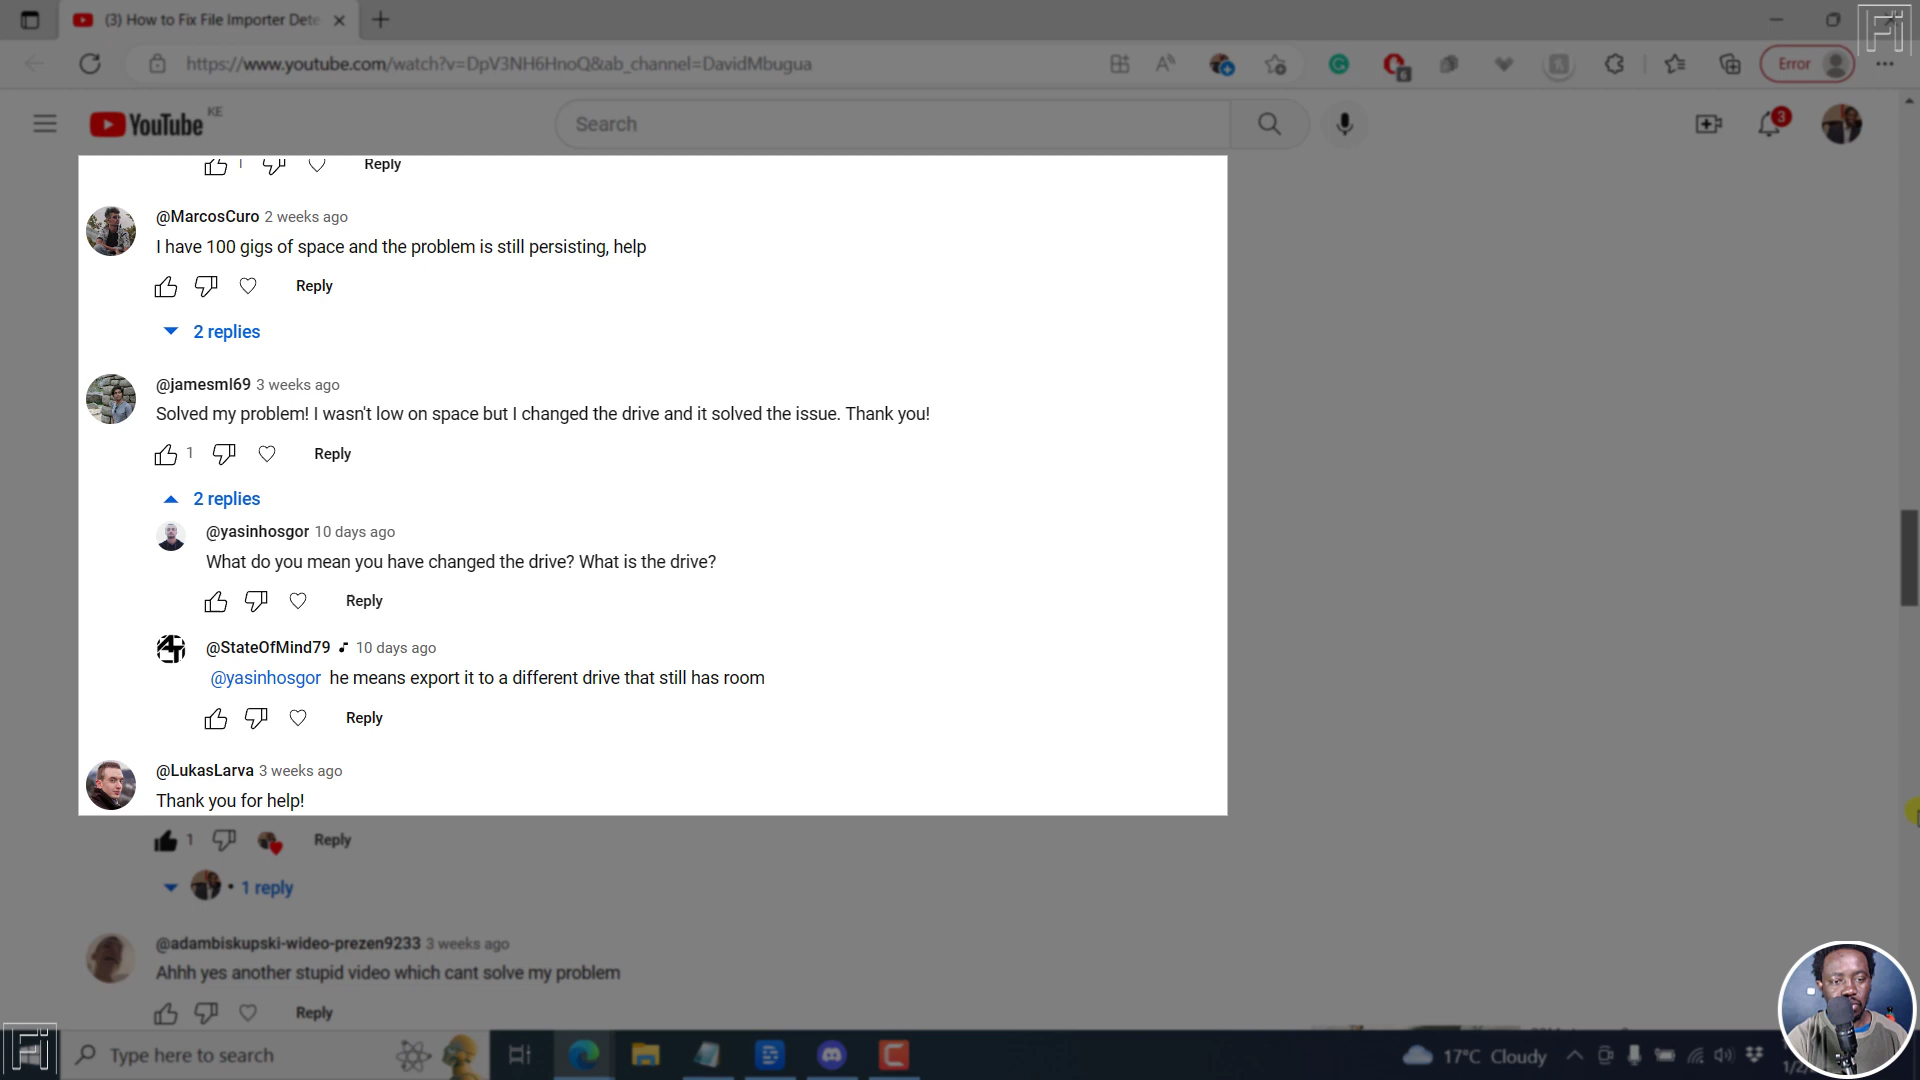 (3) How to Fix File Importer Dete
https://www.youtube.com/watch?v=DpV3NH6HnoQ&ab_channel=DavidMbugua
6
Error
Fi
YouTube KE
Search
3
1 Reply
@MarcosCuro 2 weeks ago
I have 100 gigs of space and the problem is still persisting, help
Reply
2 replies
@jamesml69 3 weeks ago
Solved my problem! I wasn't low on space but I changed the drive and it solved the issue. Thank you!
1 Reply
2 replies
@yasinhosgor 10 days ago
What do you mean you have changed the drive? What is the drive?
Reply
@StateOfMind79 10 days ago
@yasinhosgor he means export it to a different drive that still has room
Reply
@LukasLarva 3 weeks ago
Thank you for help!
1 Reply
• 1 reply
@adambiskupski-wideo-prezen9233 3 weeks ago
Ahhh yes another stupid video which cant solve my problem
Reply
Fi
Type here to search
17°C Cloudy